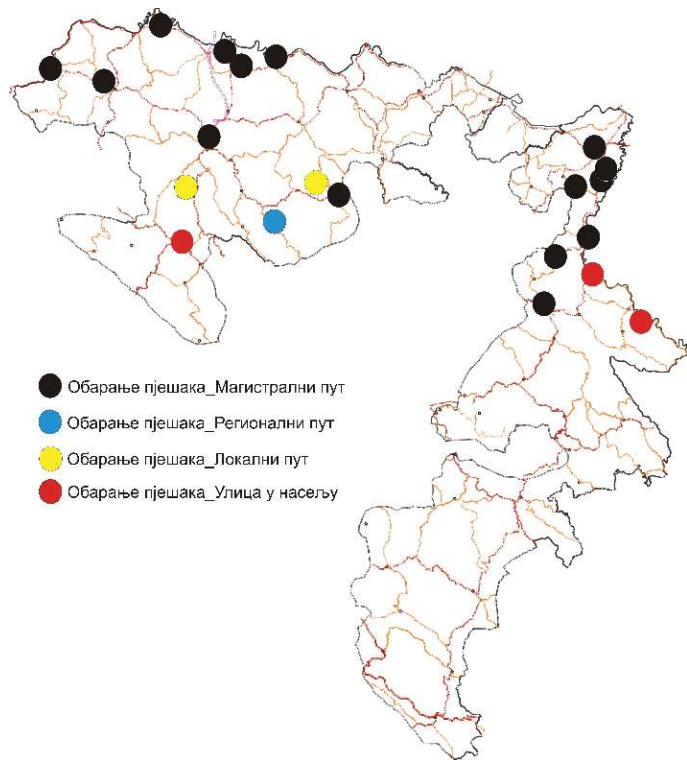 Обарање пјешака_Магистрални пут
Обарање пјешака_Регионални пут
Обарање пјешака_Локални пут
Обарање пјешака_Улица у насељу